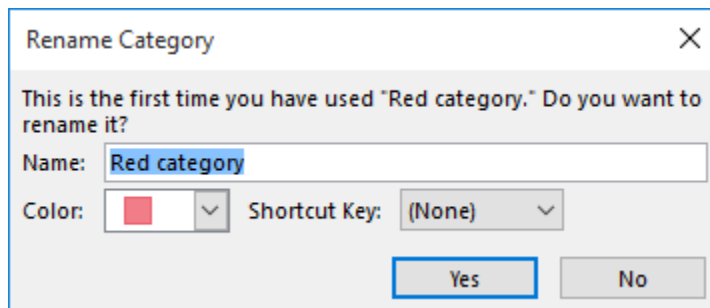 Rename Category
This is the first time you have used "Red category." Do you want to
rename it?
Name: Red category
Color: Shortcut Key: (None)
Yes No